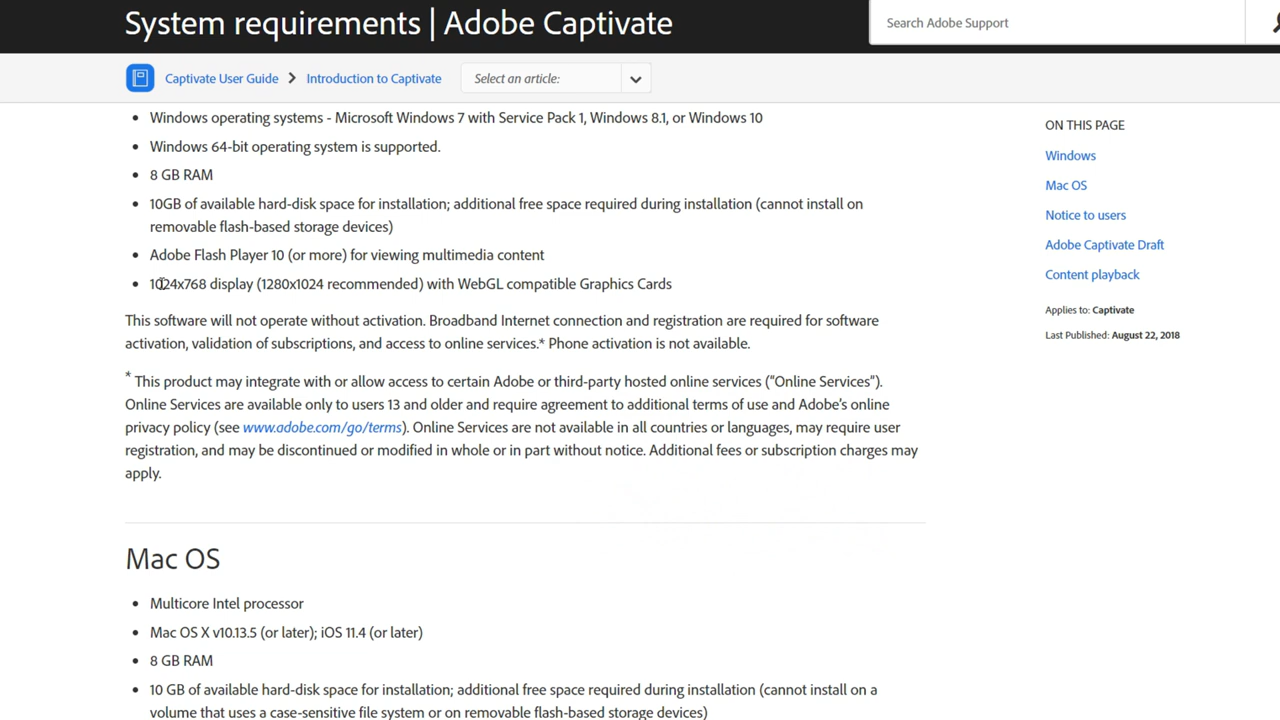 System requirements | Adobe Captivate
Search Adobe Support
Captivate User Guide
Introduction to Captivate
Select an article:
Windows operating systems - Microsoft Windows 7 with Service Pack 1, Windows 8.1, or Windows 10
Windows 64-bit operating system is supported.
8 GB RAM
10GB of available hard-disk space for installation; additional free space required during installation (cannot install on
removable flash-based storage devices)
Adobe Flash Player 10 (or more) for viewing multimedia content
1024x768 display (1280x1024 recommended) with WebGL compatible Graphics Cards
This software will not operate without activation. Broadband Internet connection and registration are required for software
activation, validation of subscriptions, and access to online services.* Phone activation is not available.
* This product may integrate with or allow access to certain Adobe or third-party hosted online services (“Online Services”).
Online Services are available only to users 13 and older and require agreement to additional terms of use and Adobe’s online
privacy policy (see www.adobe.com/go/terms). Online Services are not available in all countries or languages, may require user
registration, and may be discontinued or modified in whole or in part without notice. Additional fees or subscription charges may
apply.
Mac OS
Multicore Intel processor
Mac OS X v10.13.5 (or later); iOS 11.4 (or later)
8 GB RAM
10 GB of available hard-disk space for installation; additional free space required during installation (cannot install on a
volume that uses a case-sensitive file system or on removable flash-based storage devices)
ON THIS PAGE
Windows
Mac OS
Notice to users
Adobe Captivate Draft
Content playback
Applies to: Captivate
Last Published: August 22, 2018